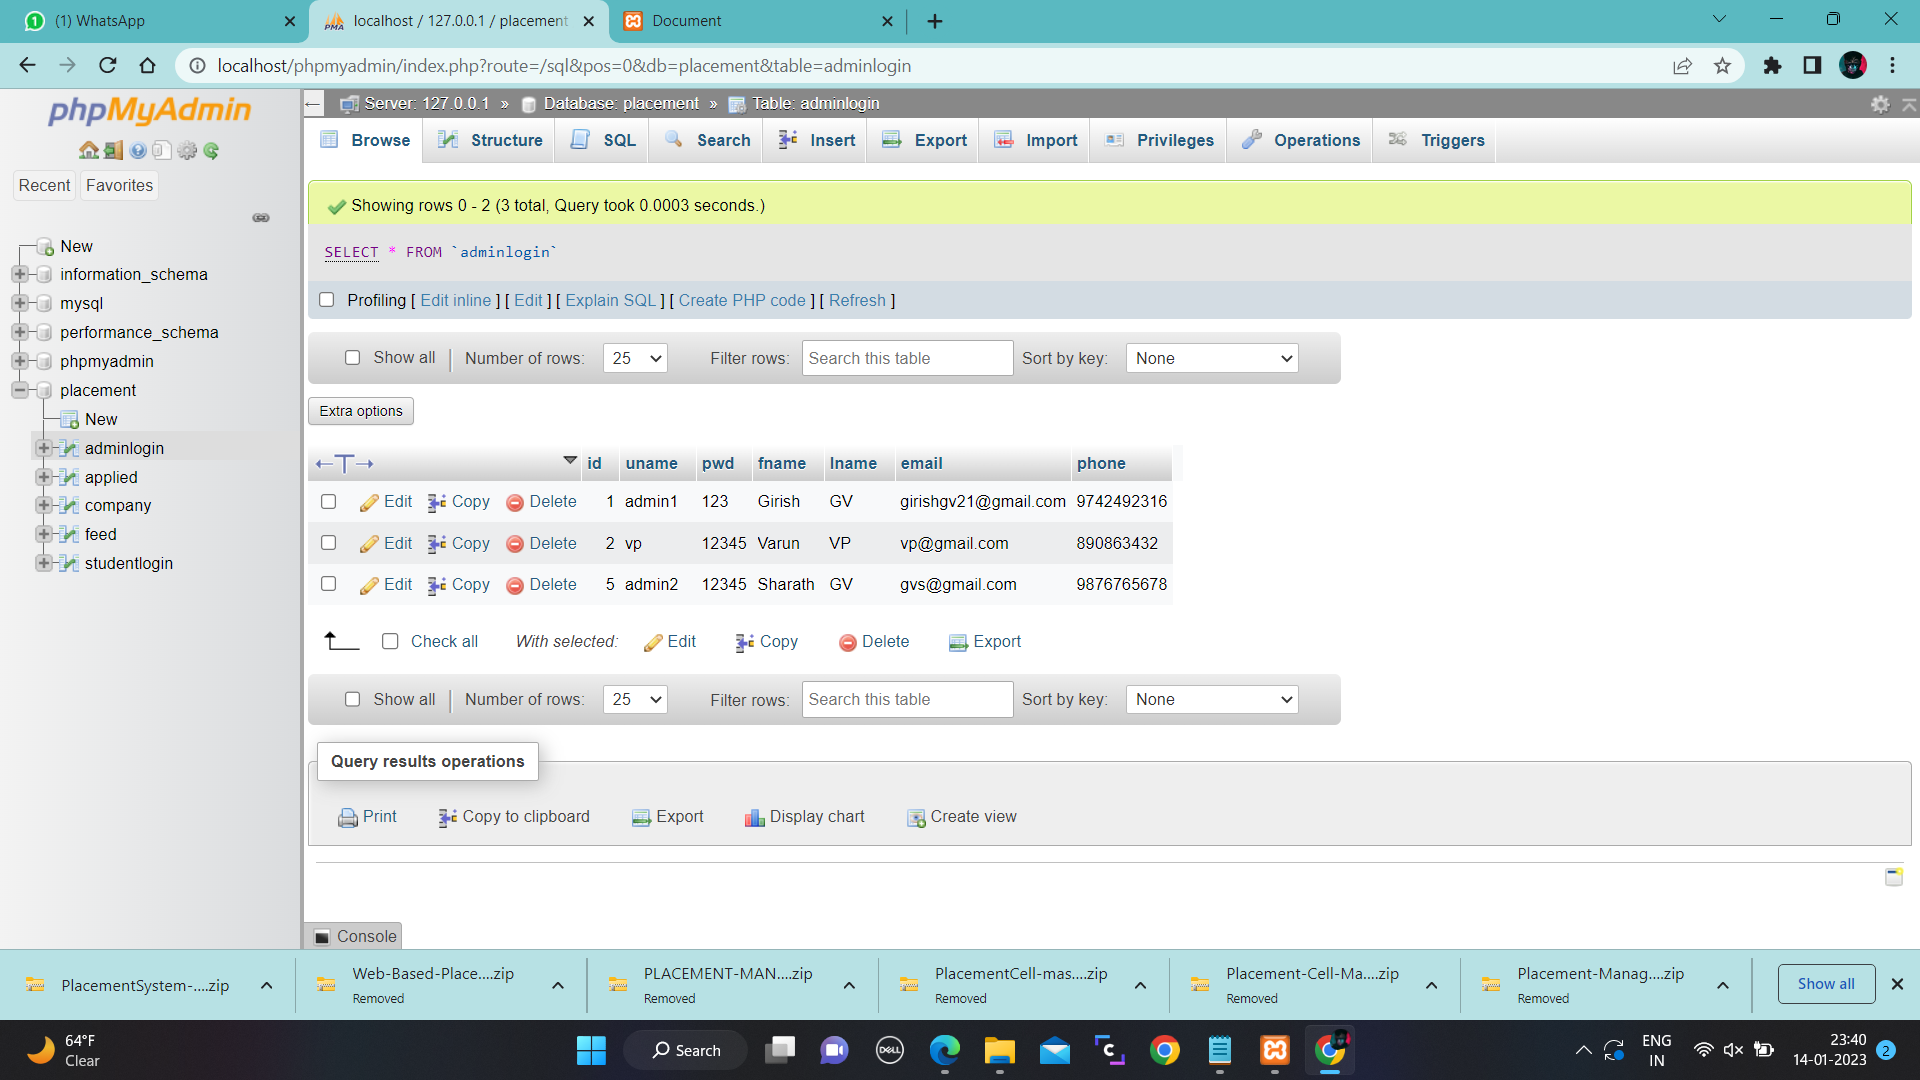 (1) WhatsApp
localhost / 127.0.0.1 / placement
Document
localhost/phpmyadmin/index.php?route=/sql&pos=0&db=placement&table=adminlogin
phpMyAdmin
Recent
Favorites
New
information_schema
mysql
performance_schema
phpmyadmin
placement
New
adminlogin
applied
company
feed
studentlogin
Server: 127.0.0.1 » Database: placement » Table: adminlogin
Browse Structure SQL Search Insert Export Import Privileges Operations Triggers
Showing rows 0 - 2 (3 total, Query took 0.0003 seconds.)
SELECT * FROM `adminlogin`
Profiling [ Edit inline ] [ Edit ] [ Explain SQL ] [ Create PHP code ] [ Refresh ]
Show all Number of rows: 25 Filter rows: Search this table Sort by key: None
Extra options
id uname pwd fname lname email phone
Edit Copy Delete 1 admin1 123 Girish GV girishgv21@gmail.com 9742492316
Edit Copy Delete 2 vp 12345 Varun VP vp@gmail.com 890863432
Edit Copy Delete 5 admin2 12345 Sharath GV gvs@gmail.com 9876765678
Check all With selected: Edit Copy Delete Export
Show all Number of rows: 25 Filter rows: Search this table Sort by key: None
Query results operations
Print Copy to clipboard Export Display chart Create view
Console
PlacementSystem-....zip
Web-Based-Place....zip
Removed
PLACEMENT-MAN....zip
Removed
PlacementCell-mas....zip
Removed
Placement-Cell-Ma....zip
Removed
Placement-Manag....zip
Removed
Show all
64°F
Clear
Search
DELL
ENG
IN
23:40
14-01-2023
2